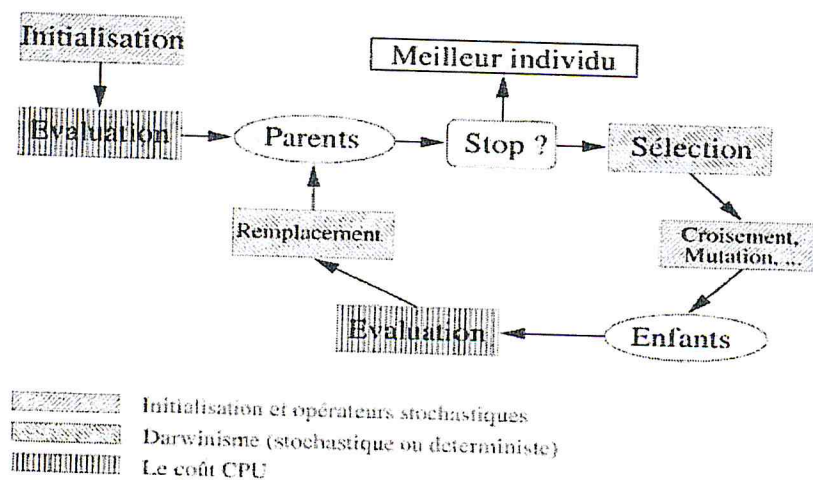 Initialisation
Meilleur individu
Evaluation
Parents
Stop ?
Sélection
Remplacement
Croisement,
Mutation, ...
Evaluation
Enfants
Initialisation et opérateurs stochastiques
Darwinisme (stochastique ou deterministe)
Le coût CPU